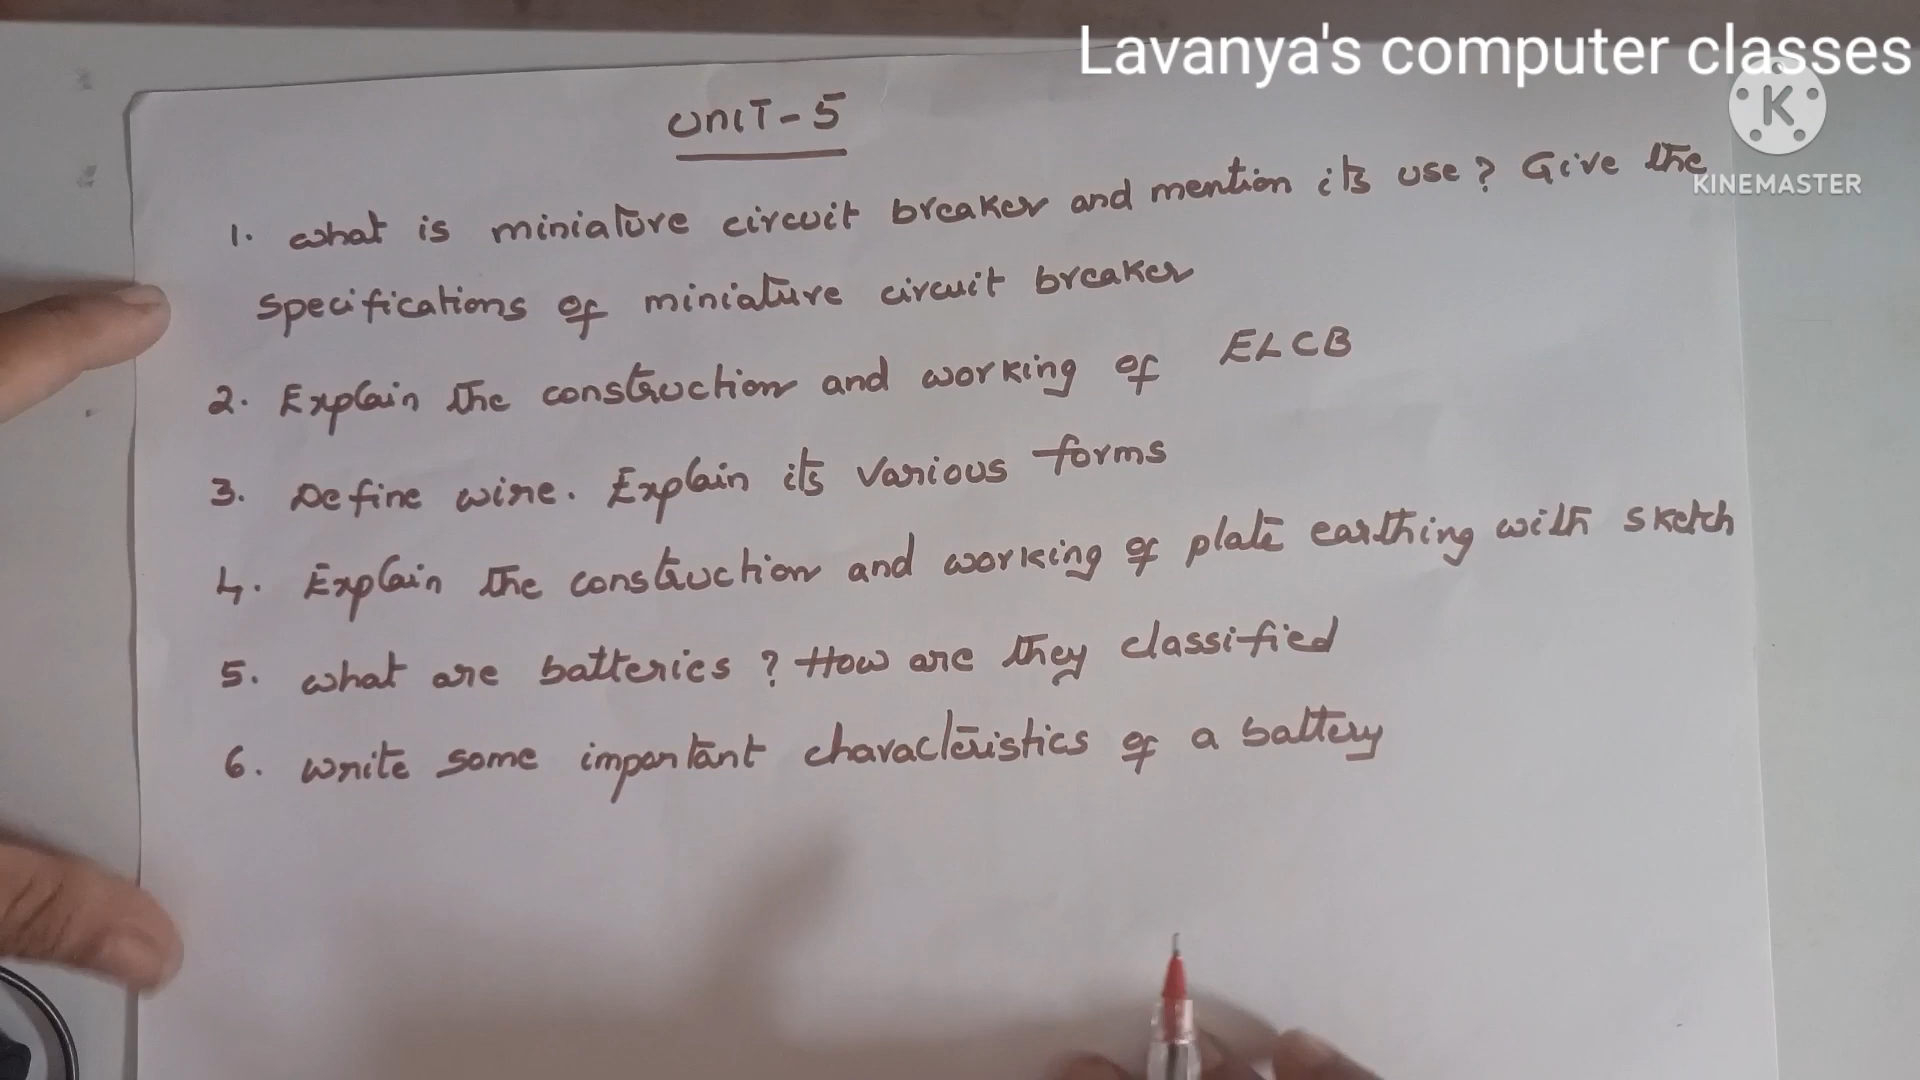 Lavanya's computer classes
K
KINEMASTER
UNIT-5
1. what is miniature circuit breaker and mention its use? Give the
specifications of miniature circuit breaker
2. Explain the construction and working of ELCB
3. Define wire. Explain its various forms
4. Explain the construction and working of plate earthing with sketch
5. what are batteries? How are they classified
6. write some important characteristics of a battery